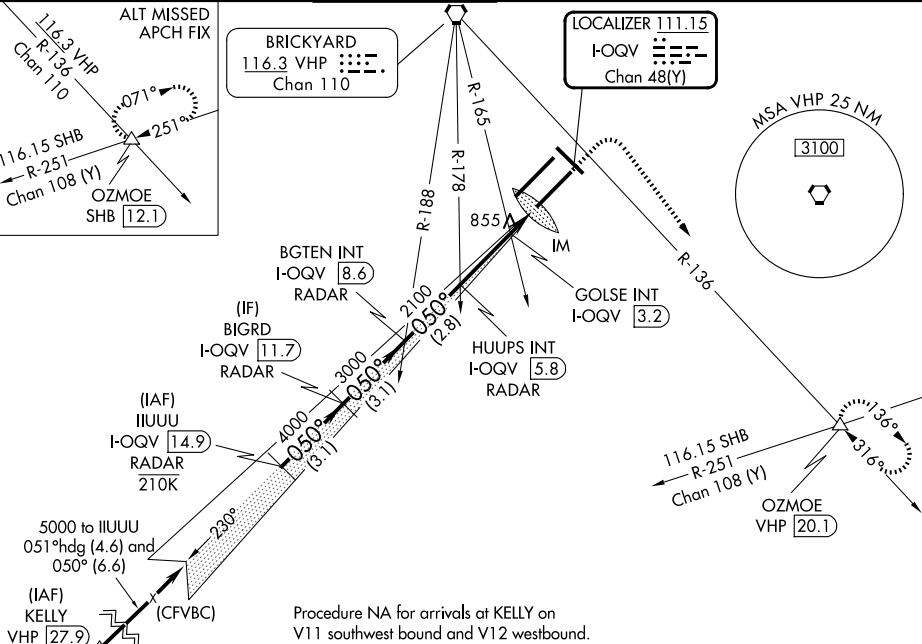 ALT MISSED
APCH FIX
116.3 VHP
R-136
Chan 110
071°
251°
116.15 SHB
R-251
Chan 108 (Y)
OZMOE
SHB 12.1
BRICKYARD
116.3 VHP
Chan 110
LOCALIZER 111.15
I-OQV
Chan 48(Y)
MSA VHP 25 NM
3100
R-165
R-178
R-188
R-136
855
IM
BGTEN INT
I-OQV 8.6
RADAR
2100
050°
(2.8)
GOLSE INT
I-OQV 3.2
HUUPS INT
I-OQV 5.8
RADAR
(IF)
BIGRD
I-OQV 11.7
RADAR
3000
050°
(3.1)
(IAF)
IIUUU
I-OQV 14.9
RADAR
210K
4000
050°
(3.1)
230°
5000 to IIUUU
051°hdg (4.6) and
050° (6.6)
(CFVBC)
(IAF)
KELLY
VHP 27.9
136°
316°
116.15 SHB
R-251
Chan 108 (Y)
OZMOE
VHP 20.1
Procedure NA for arrivals at KELLY on
V11 southwest bound and V12 westbound.